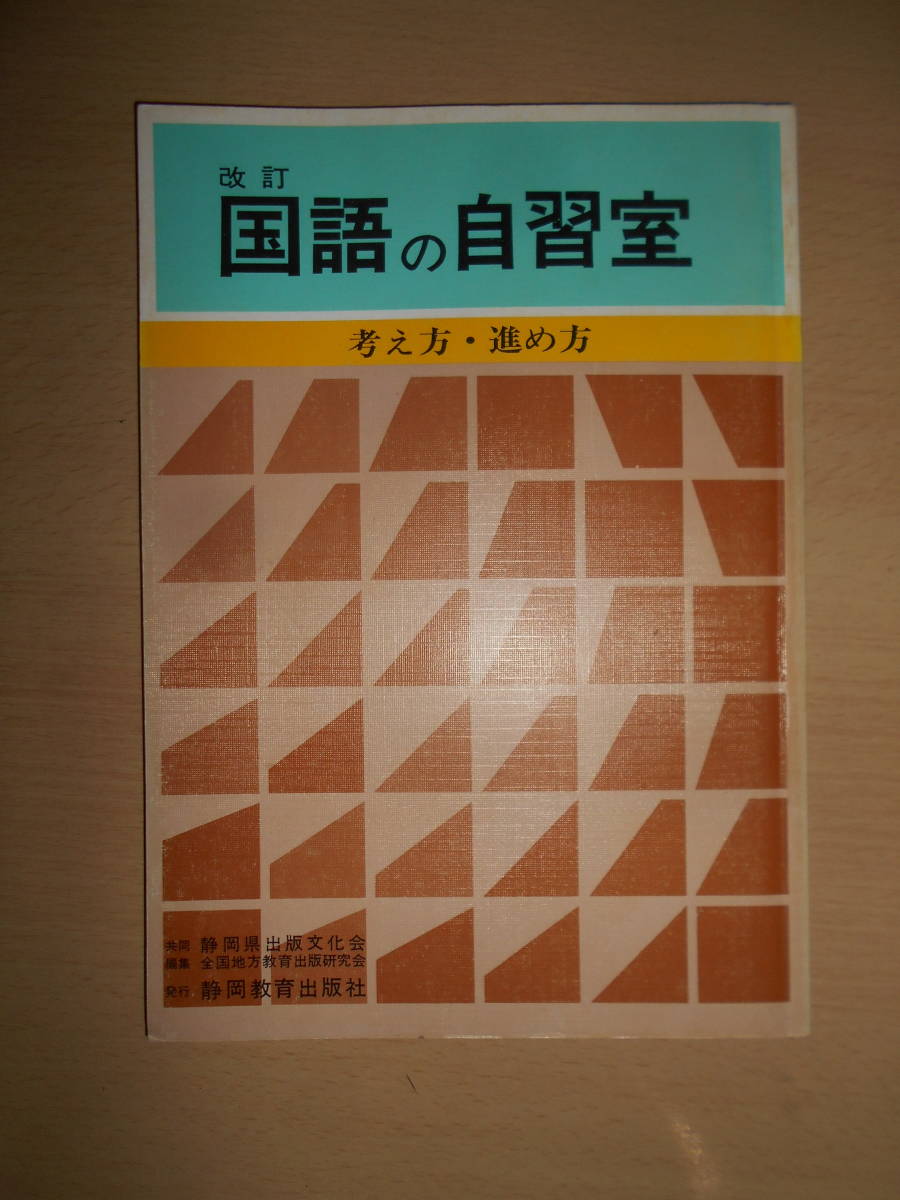 改訂
国語の自習室
考え方・進め方
共同 静岡県出版文化会
編集 全国地方教育出版研究会
発行 静岡教育出版社